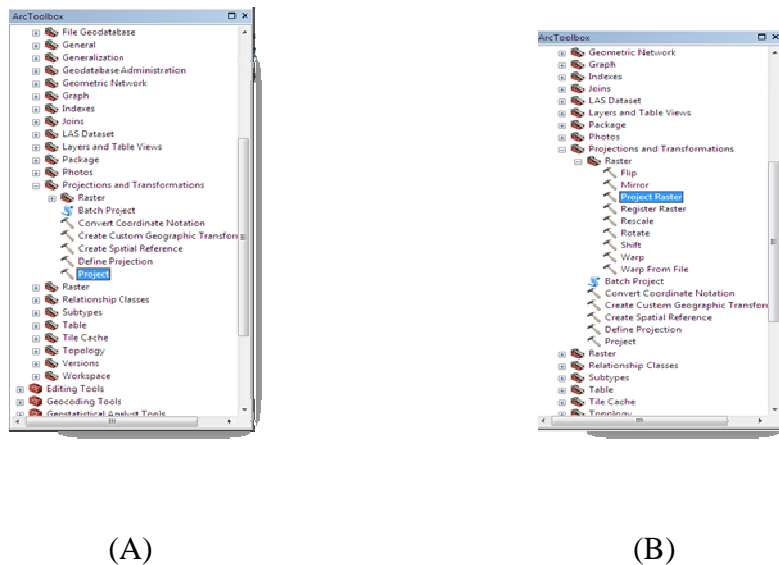 ArcToolbox
File Geodatabase
General
Generalization
Geodatabase Administration
Geometric Network
Graph
Indexes
Joins
LAS Dataset
Layers and Table Views
Package
Photos
Projections and Transformations
Raster
Batch Project
Convert Coordinate Notation
Create Custom Geographic Transform
Create Spatial Reference
Define Projection
Project
Raster
Relationship Classes
Subtypes
Table
Tile Cache
Topology
Versions
Workspace
Editing Tools
Geocoding Tools
Geostatistical Analyst Tools
(A)
ArcToolbox
Geometric Network
Graph
Indexes
Joins
LAS Dataset
Layers and Table Views
Package
Photos
Projections and Transformations
Raster
Flip
Mirror
Project Raster
Register Raster
Rescale
Rotate
Shift
Warp
Warp From File
Batch Project
Convert Coordinate Notation
Create Custom Geographic Transforn
Create Spatial Reference
Define Projection
Project
Raster
Relationship Classes
Subtypes
Table
Tile Cache
Topology
(B)